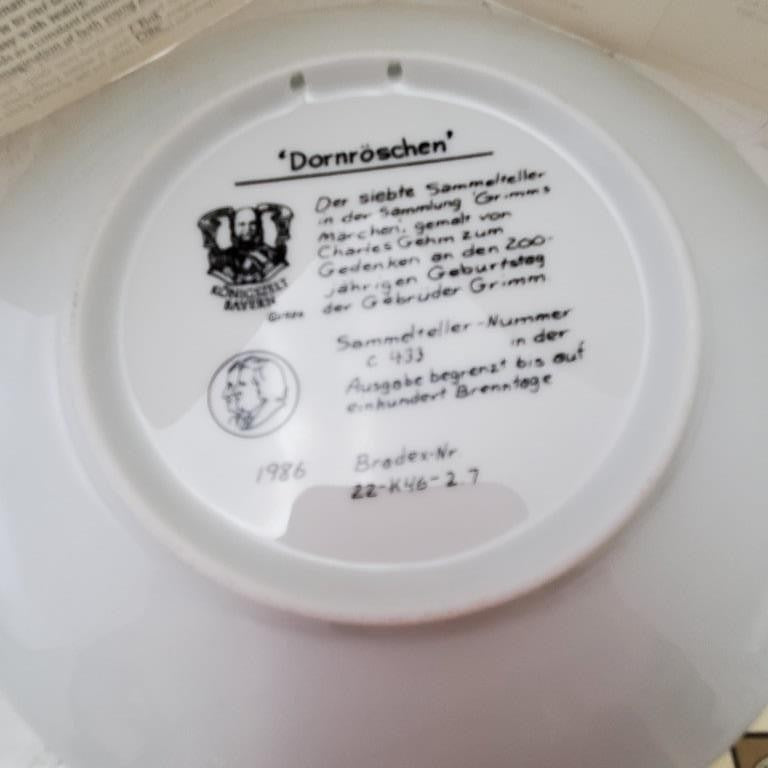 'Dornröschen'
Der siebte Sammelteller
in der Sammlung 'Grimms
Märchen', gemalt von
Charles Gehm zum
Gedenken an den 200-
jährigen Geburtstag
der Gebrüder Grimm
KÖNIGSZELT
BAYERN
Sammelteller-Nummer
C 433 in der
Ausgabe begrenzt bis auf
einhundert Brenntage
1986
Bradex-Nr.
22-K46-2.7